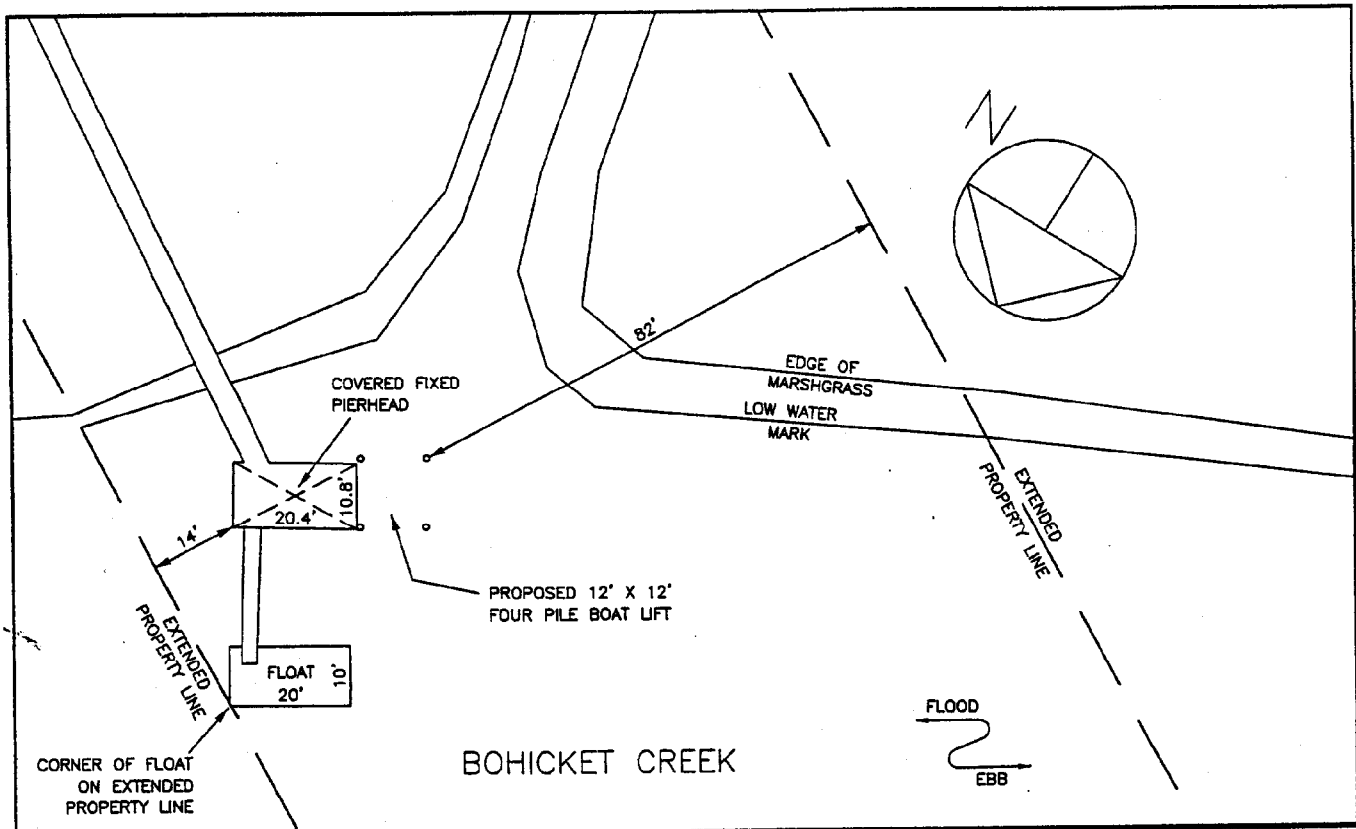 N
82'
EDGE OF
MARSHGRASS
LOW WATER
MARK
COVERED FIXED
PIERHEAD
10.8'
20.4'
14'
EXTENDED
PROPERTY LINE
PROPOSED 12' X 12'
FOUR PILE BOAT LIFT
EXTENDED
PROPERTY LINE
FLOAT
20'
10'
CORNER OF FLOAT
ON EXTENDED
PROPERTY LINE
BOHICKET CREEK
FLOOD
EBB